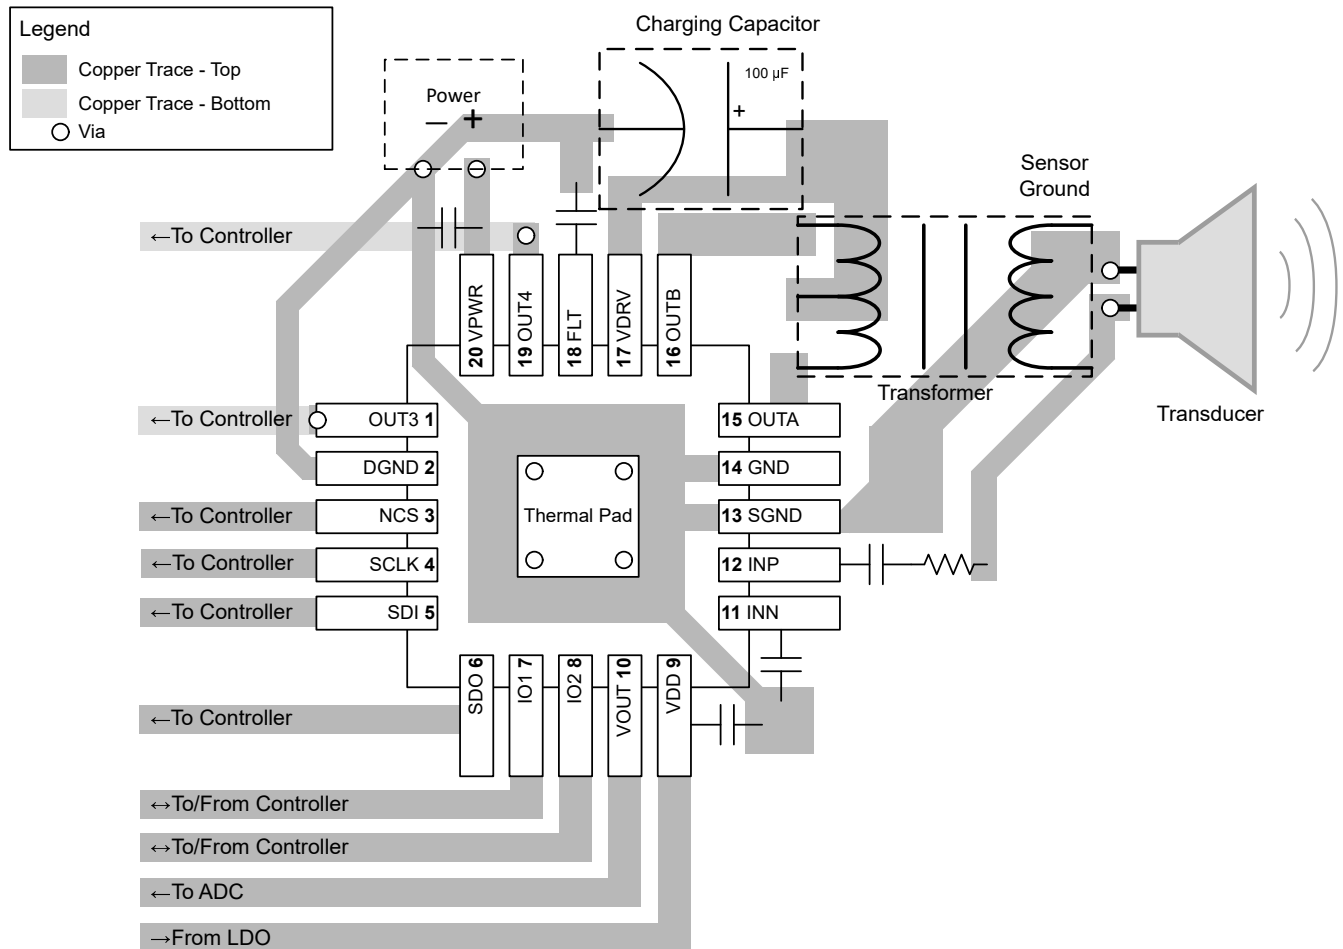 Legend
Copper Trace - Top
Copper Trace - Bottom
Via
Charging Capacitor
100 µF
+
Power
— +
Sensor
Ground
←To Controller
20 VPWR
19 OUT4
18 FLT
17 VDRV
16 OUTB
Transformer
Transducer
←To Controller
OUT3 1
15 OUTA
DGND 2
14 GND
←To Controller
NCS 3
Thermal Pad
13 SGND
←To Controller
SCLK 4
12 INP
←To Controller
SDI 5
11 INN
SDO 6
IO1 7
IO2 8
VOUT 10
VDD 9
←To Controller
↔To/From Controller
↔To/From Controller
←To ADC
→From LDO